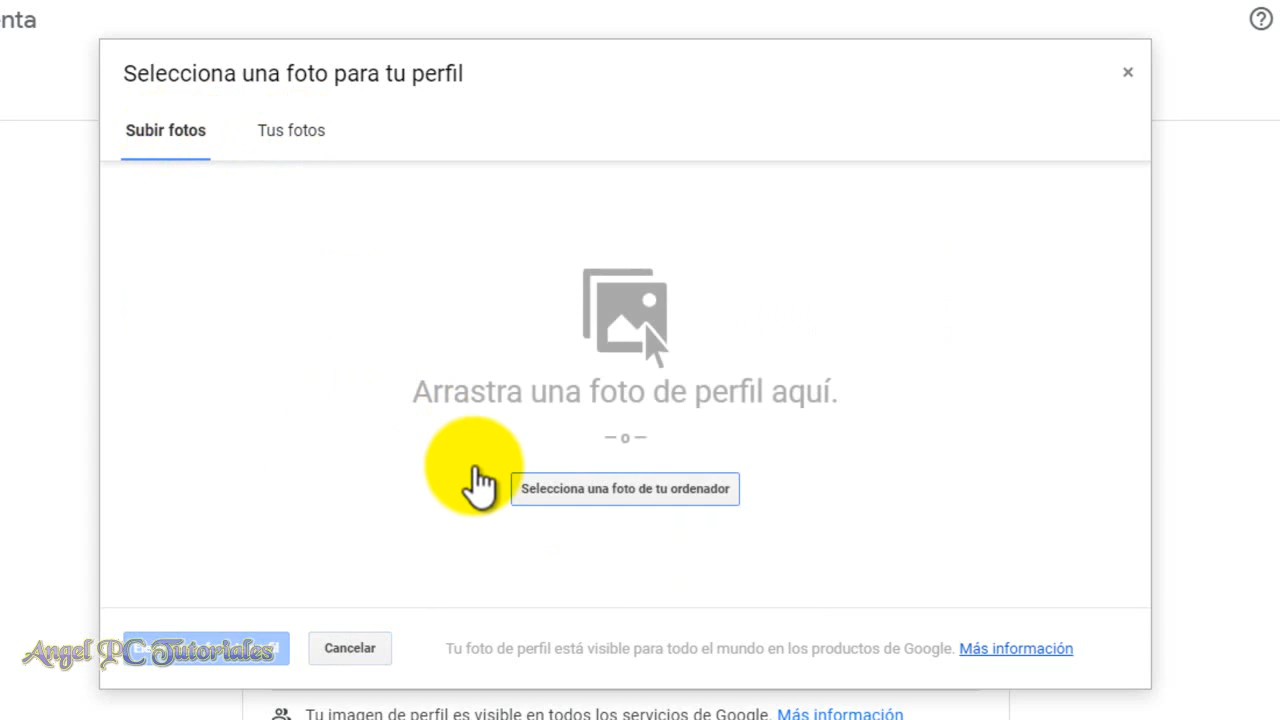 nta
Selecciona una foto para tu perfil
×
Subir fotos
Tus fotos
Arrastra una foto de perfil aquí.
— o —
Selecciona una foto de tu ordenador
Angel PC Tutoriales
Cancelar
Tu foto de perfil está visible para todo el mundo en los productos de Google. Más información
Tu imagen de perfil es visible en todos los servicios de Google. Más información